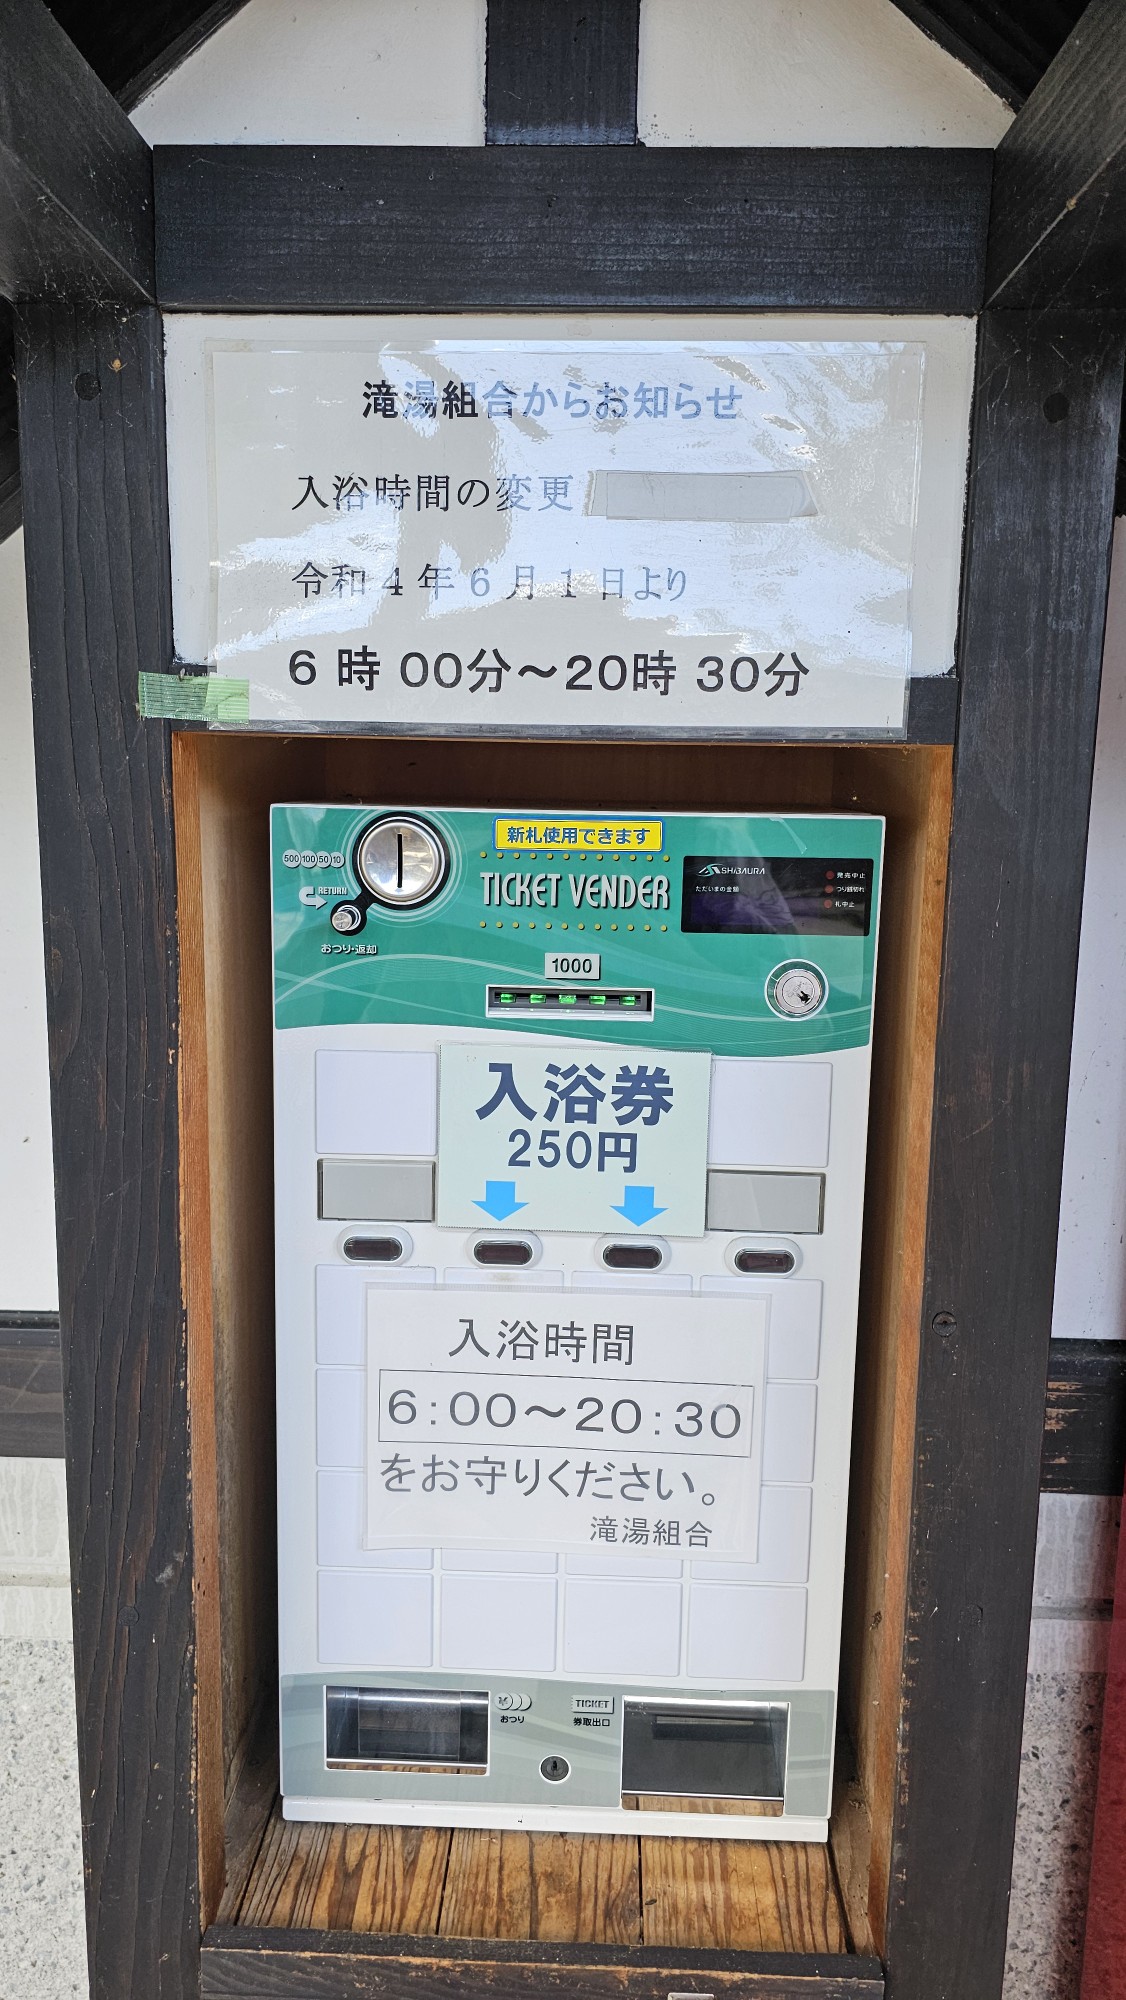 滝湯組合からお知らせ
入浴時間の変更
令和4年6月1日より
6時00分～20時30分
新札使用できます
500 100 50 10
RETURN
おつり・返却
TICKET VENDER
SHIBAURA
ただいまの金額
発売中止
つり銭切れ
札中止
1000
入浴券
250円
入浴時間
6:00～20:30
をお守りください。
滝湯組合
¥
おつり
TICKET
券取出口